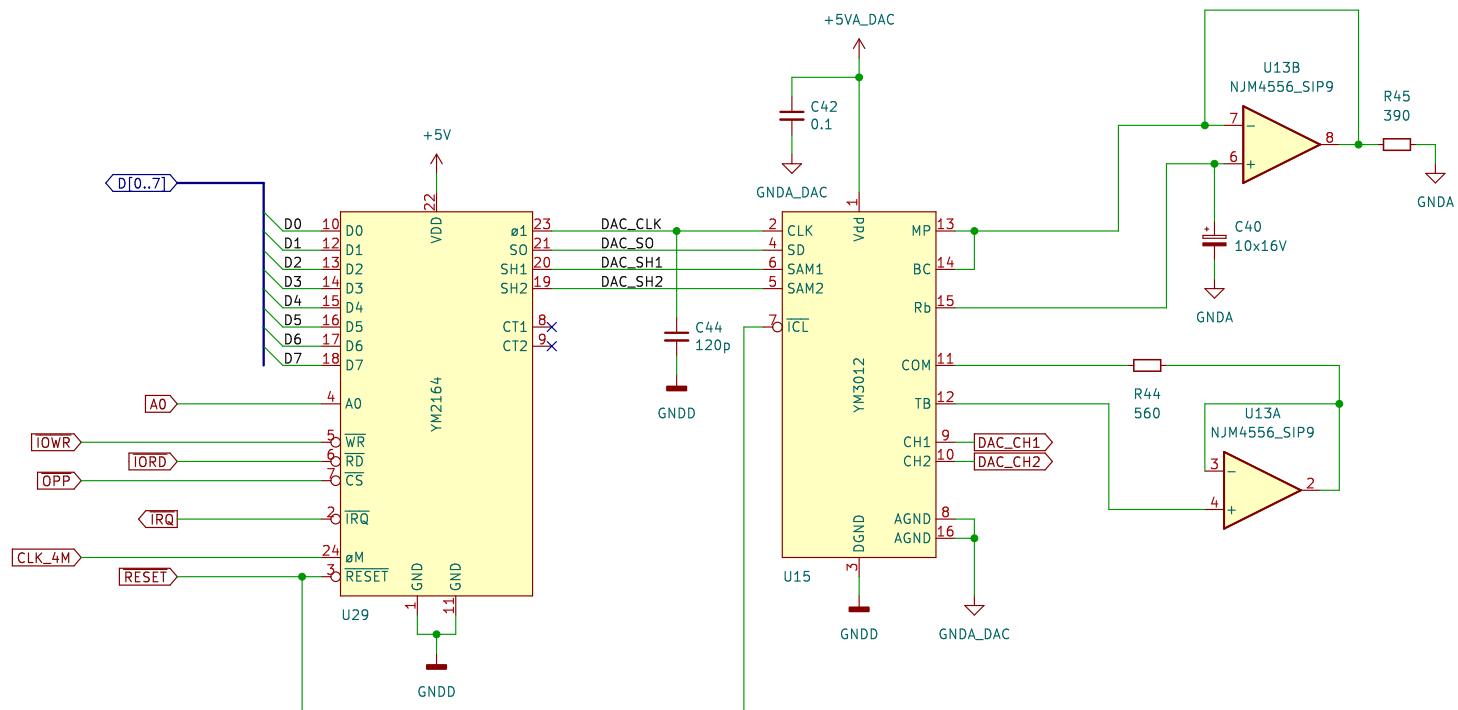 +5VA_DAC
U13B
NJM4556_SIP9
R45
390
7
−
8
6
+
GNDA
C42
0.1
GNDA_DAC
+5V
D[0..7]
22
VDD
1
Vdd
D0
10
D0
D1
12
D1
D2
13
D2
D3
14
D3
D4
15
D4
D5
16
D5
D6
17
D6
D7
18
D7
A0
4
A0
IOWR
5
WR
IORD
6
RD
OPP
7
CS
IRQ
2
IRQ
CLK_4M
24
øM
RESET
3
RESET
YM2164
ø1
23
SO
21
SH1
20
SH2
19
CT1
8
CT2
9
GND
1
GND
11
U29
GNDD
DAC_CLK
DAC_SO
DAC_SH1
DAC_SH2
C44
120p
GNDD
2
CLK
4
SD
6
SAM1
5
SAM2
7
ICL
YM3012
MP
13
BC
14
Rb
15
COM
11
TB
12
CH1
9
DAC_CH1
CH2
10
DAC_CH2
AGND
8
AGND
16
DGND
3
U15
GNDD
GNDA_DAC
C40
+
10x16V
GNDA
R44
560
U13A
NJM4556_SIP9
3
−
2
4
+